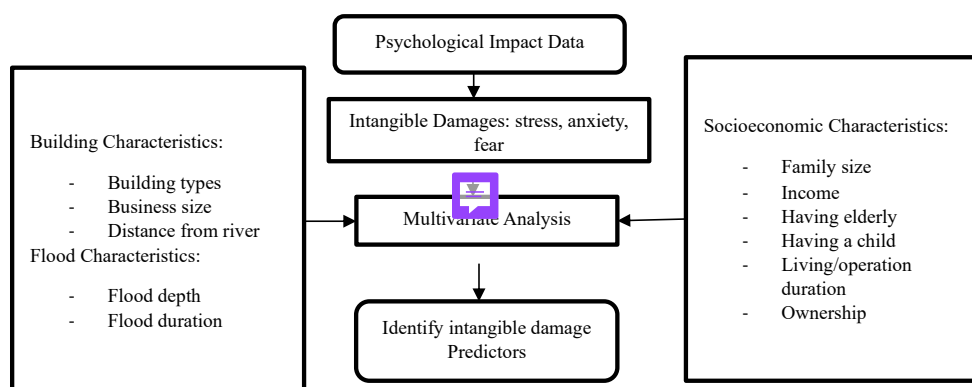 Psychological Impact Data
Intangible Damages: stress, anxiety,
fear
Multivariate Analysis
Identify intangible damage
Predictors
Building Characteristics:
- Building types
- Business size
- Distance from river
Flood Characteristics:
- Flood depth
- Flood duration
Socioeconomic Characteristics:
- Family size
- Income
- Having elderly
- Having a child
- Living/operation
duration
- Ownership